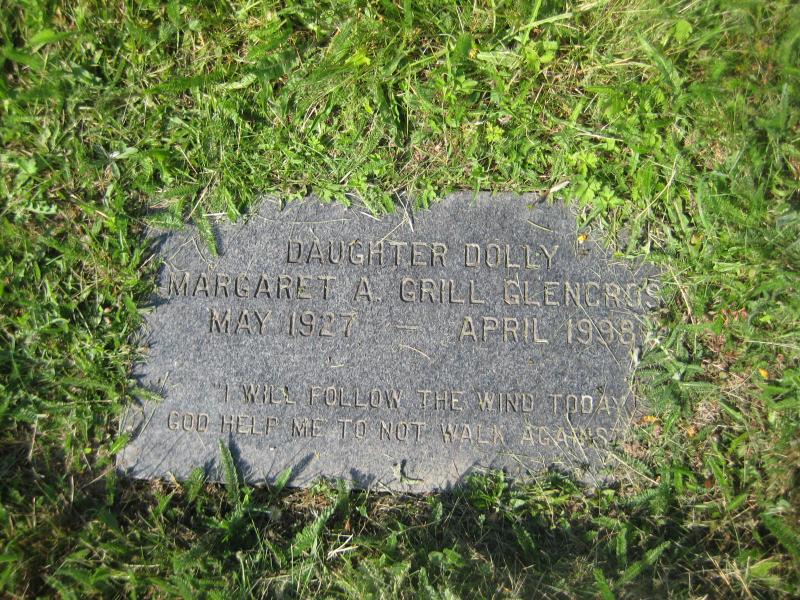 DAUGHTER DOLLY
MARGARET A. GRILL GLENCROS
MAY 1927 — APRIL 1998
"I WILL FOLLOW THE WIND TODAY
GOD HELP ME TO NOT WALK AGAINS